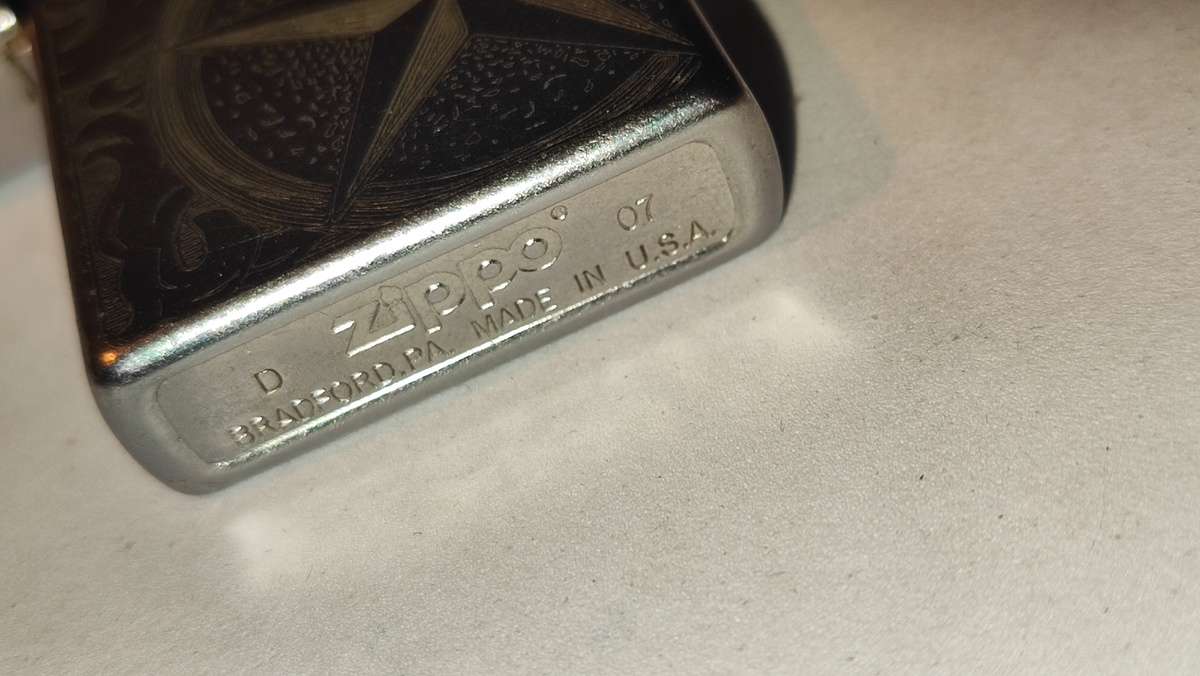 D Zippo® 07
BRADFORD,PA. MADE IN U.S.A.